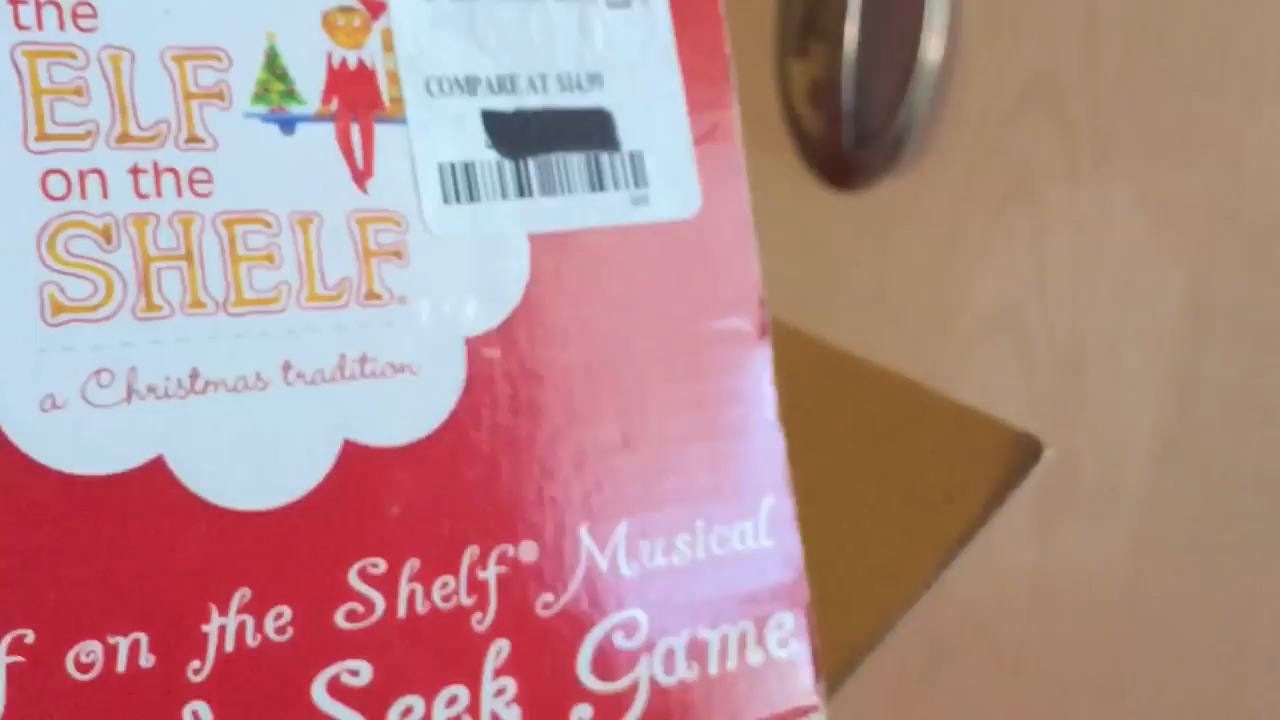 the
ELF
on the
SHELF
a Christmas tradition
COMPARE AT $14.99
on the Shelf® Musical
Seek Game